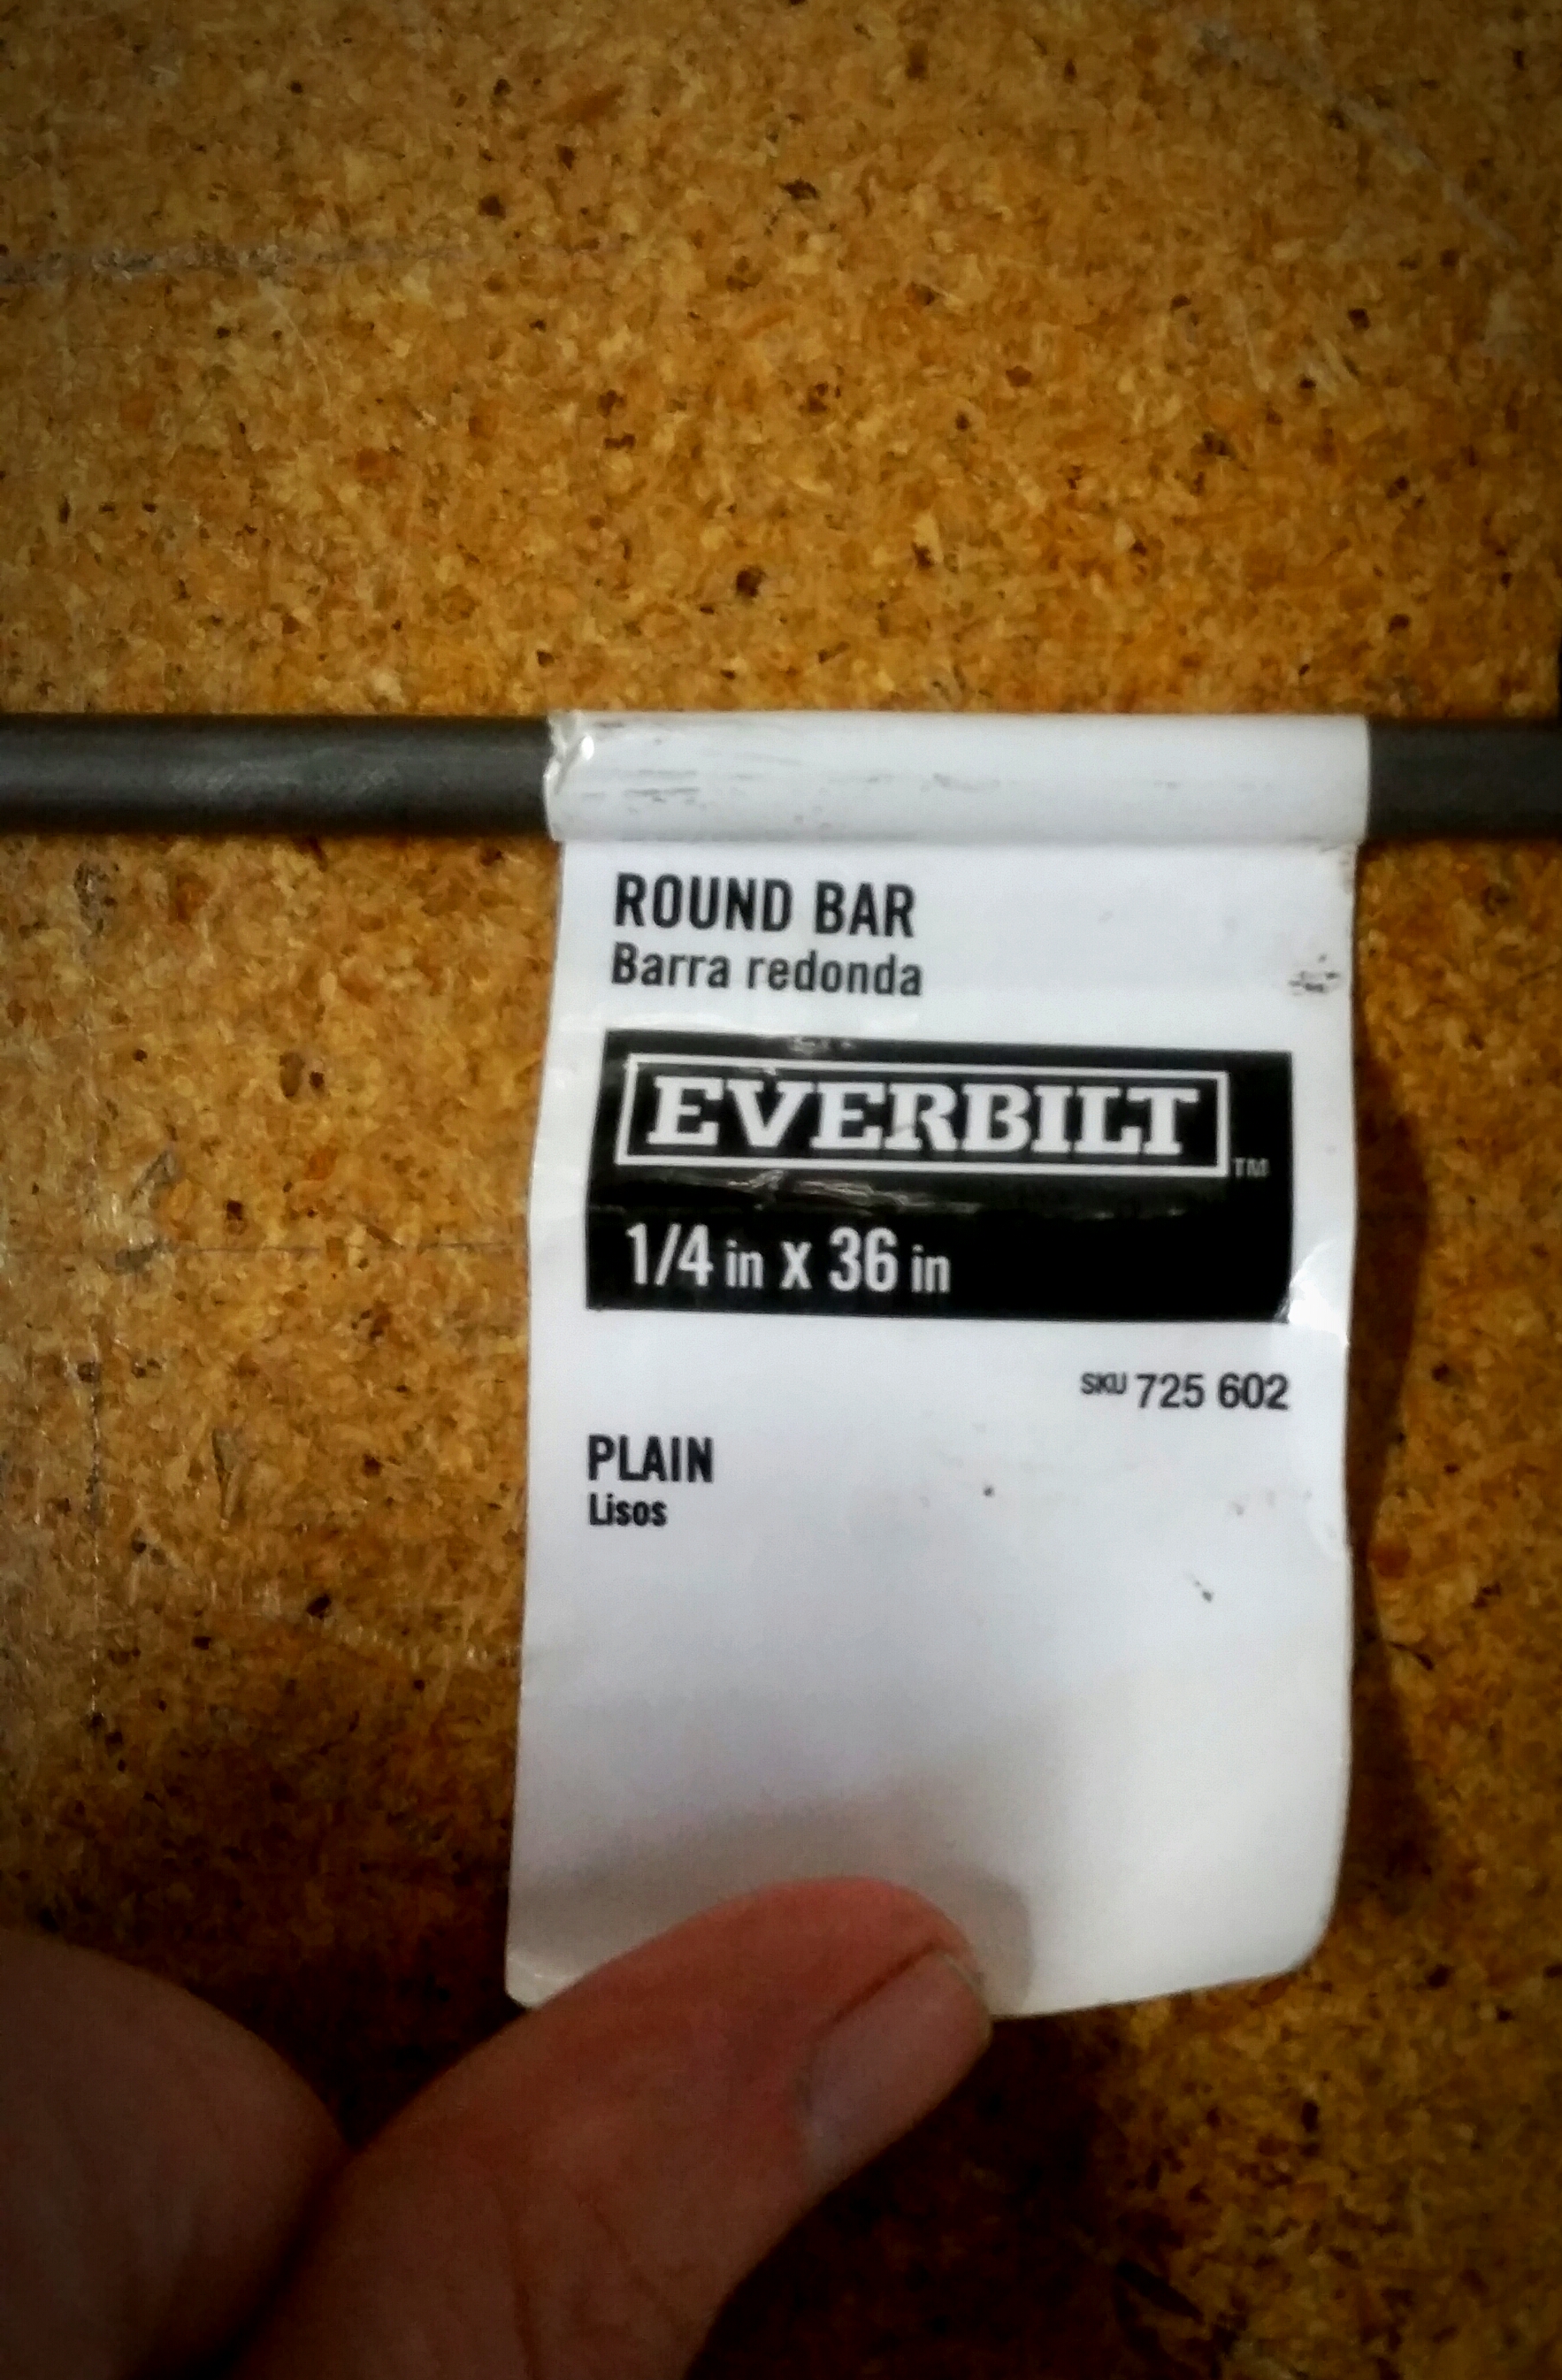 ROUND BAR
Barra redonda
EVERBILT TM
1/4 in x 36 in
SKU 725 602
PLAIN
Lisos